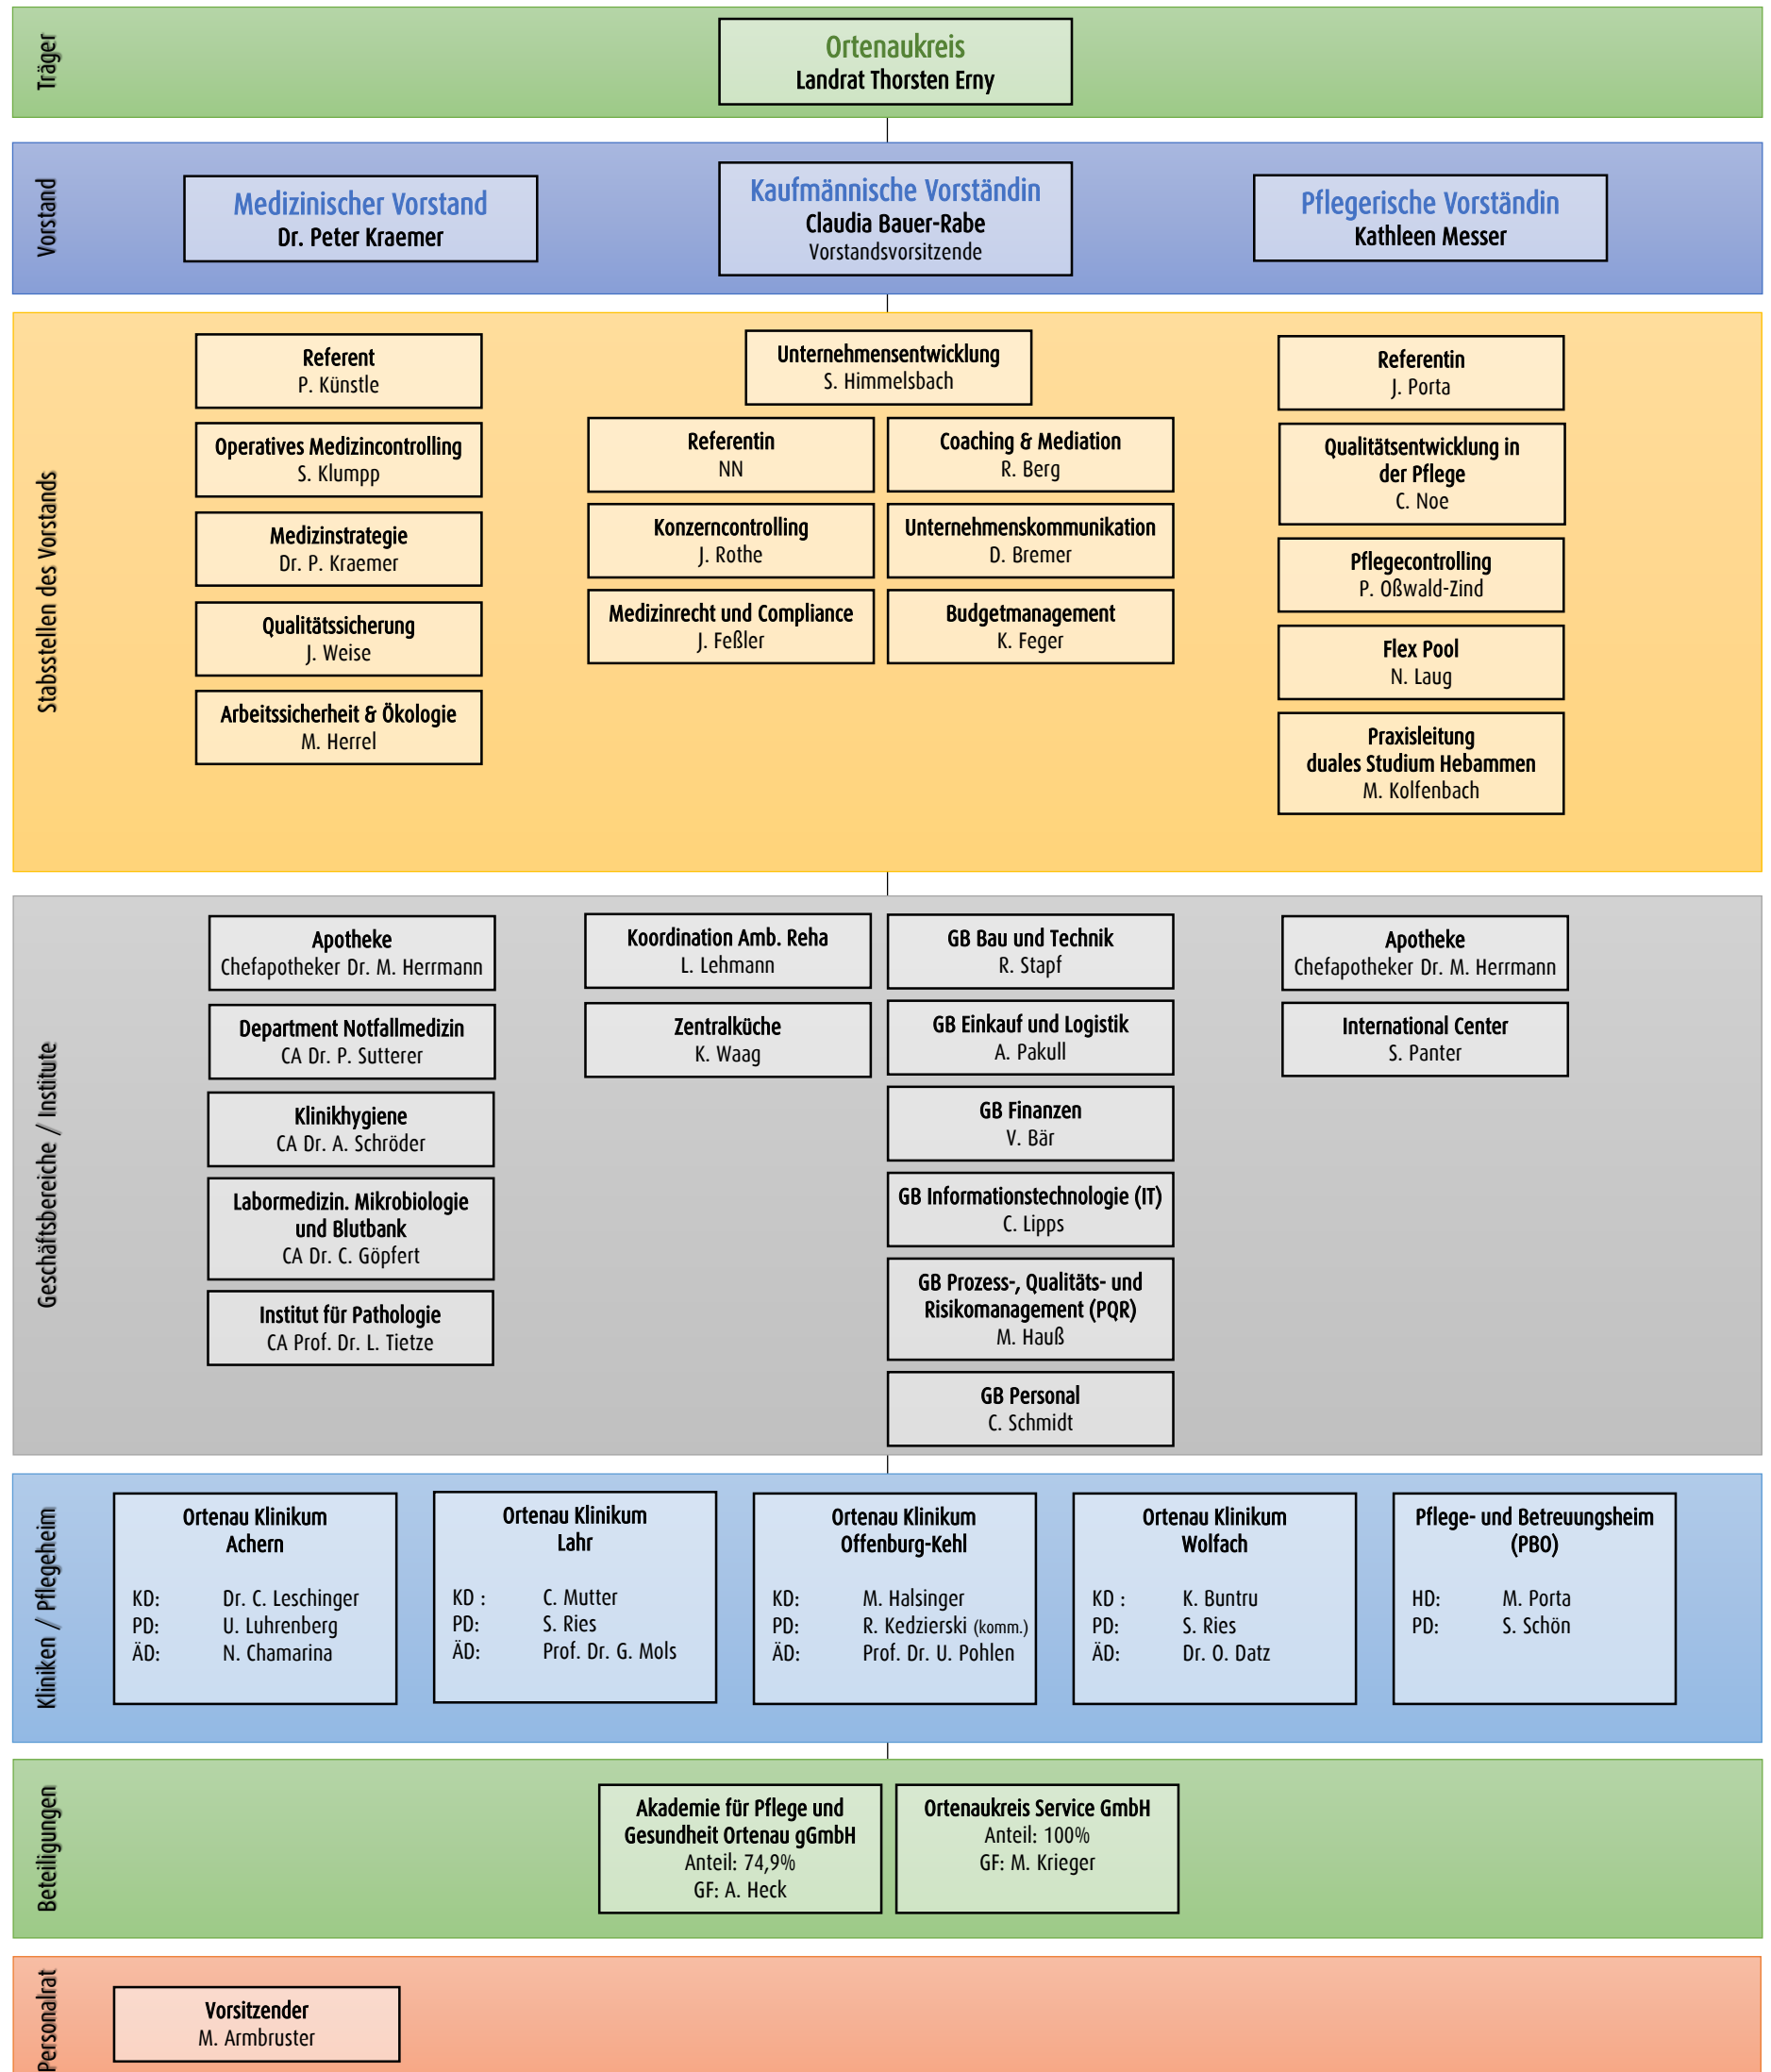 Träger
Ortenaukreis
Landrat Thorsten Erny
Vorstand
Medizinischer Vorstand
Dr. Peter Kraemer
Kaufmännische Vorständin
Claudia Bauer-Rabe
Vorstandsvorsitzende
Pflegerische Vorständin
Kathleen Messer
Stabsstellen des Vorstands
Referent
P. Künstle
Operatives Medizincontrolling
S. Klumpp
Medizinstrategie
Dr. P. Kraemer
Qualitätssicherung
J. Weise
Arbeitssicherheit & Ökologie
M. Herrel
Unternehmensentwicklung
S. Himmelsbach
Referentin
NN
Konzerncontrolling
J. Rothe
Medizinrecht und Compliance
J. Feßler
Coaching & Mediation
R. Berg
Unternehmenskommunikation
D. Bremer
Budgetmanagement
K. Feger
Referentin
J. Porta
Qualitätsentwicklung in
der Pflege
C. Noe
Pflegecontrolling
P. Oßwald-Zind
Flex Pool
N. Laug
Praxisleitung
duales Studium Hebammen
M. Kolfenbach
Geschäftsbereiche / Institute
Apotheke
Chefapotheker Dr. M. Herrmann
Department Notfallmedizin
CA Dr. P. Sutterer
Klinikhygiene
CA Dr. A. Schröder
Labormedizin. Mikrobiologie
und Blutbank
CA Dr. C. Göpfert
Institut für Pathologie
CA Prof. Dr. L. Tietze
Koordination Amb. Reha
L. Lehmann
Zentralküche
K. Waag
GB Bau und Technik
R. Stapf
GB Einkauf und Logistik
A. Pakull
GB Finanzen
V. Bär
GB Informationstechnologie (IT)
C. Lipps
GB Prozess-, Qualitäts- und
Risikomanagement (PQR)
M. Hauß
GB Personal
C. Schmidt
Apotheke
Chefapotheker Dr. M. Herrmann
International Center
S. Panter
Kliniken / Pflegeheim
Ortenau Klinikum
Achern
KD: Dr. C. Leschinger
PD: U. Luhrenberg
ÄD: N. Chamarina
Ortenau Klinikum
Lahr
KD : C. Mutter
PD: S. Ries
ÄD: Prof. Dr. G. Mols
Ortenau Klinikum
Offenburg-Kehl
KD: M. Halsinger
PD: R. Kedzierski (komm.)
ÄD: Prof. Dr. U. Pohlen
Ortenau Klinikum
Wolfach
KD : K. Buntru
PD: S. Ries
ÄD: Dr. O. Datz
Pflege- und Betreuungsheim
(PBO)
HD: M. Porta
PD: S. Schön
Beteiligungen
Akademie für Pflege und
Gesundheit Ortenau gGmbH
Anteil: 74,9%
GF: A. Heck
Ortenaukreis Service GmbH
Anteil: 100%
GF: M. Krieger
Personalrat
Vorsitzender
M. Armbruster